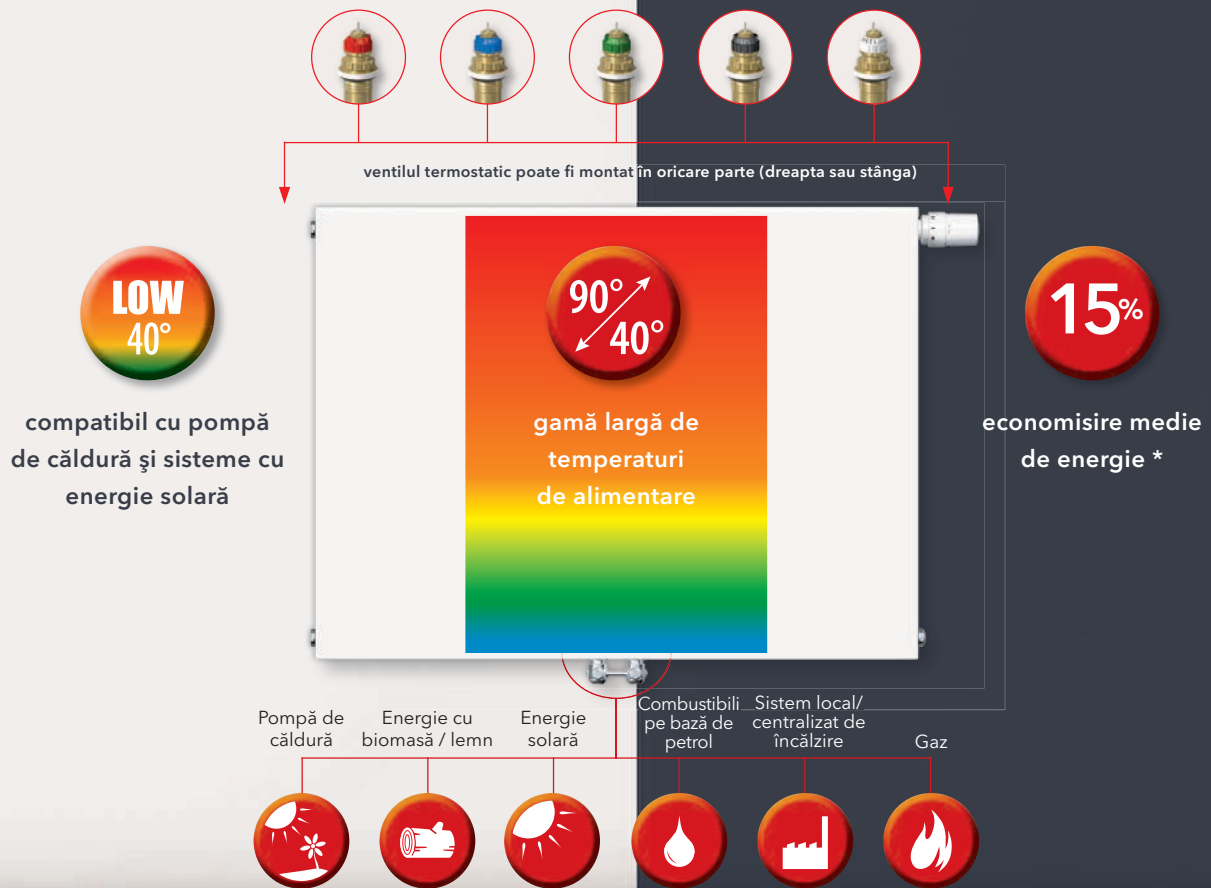 ventilul termostatic poate fi montat în oricare parte (dreapta sau stânga)
LOW
40°
compatibil cu pompă
de căldură şi sisteme cu
energie solară
90°
40°
gamă largă de
temperaturi
de alimentare
15%
economisire medie
de energie *
Pompă de
căldură
Energie cu
biomasă / lemn
Energie
solară
Combustibili
pe bază de
petrol
Sistem local/
centralizat de
încălzire
Gaz